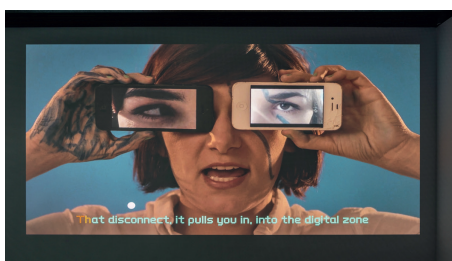 That disconnect, it pulls you in, into the digital zone